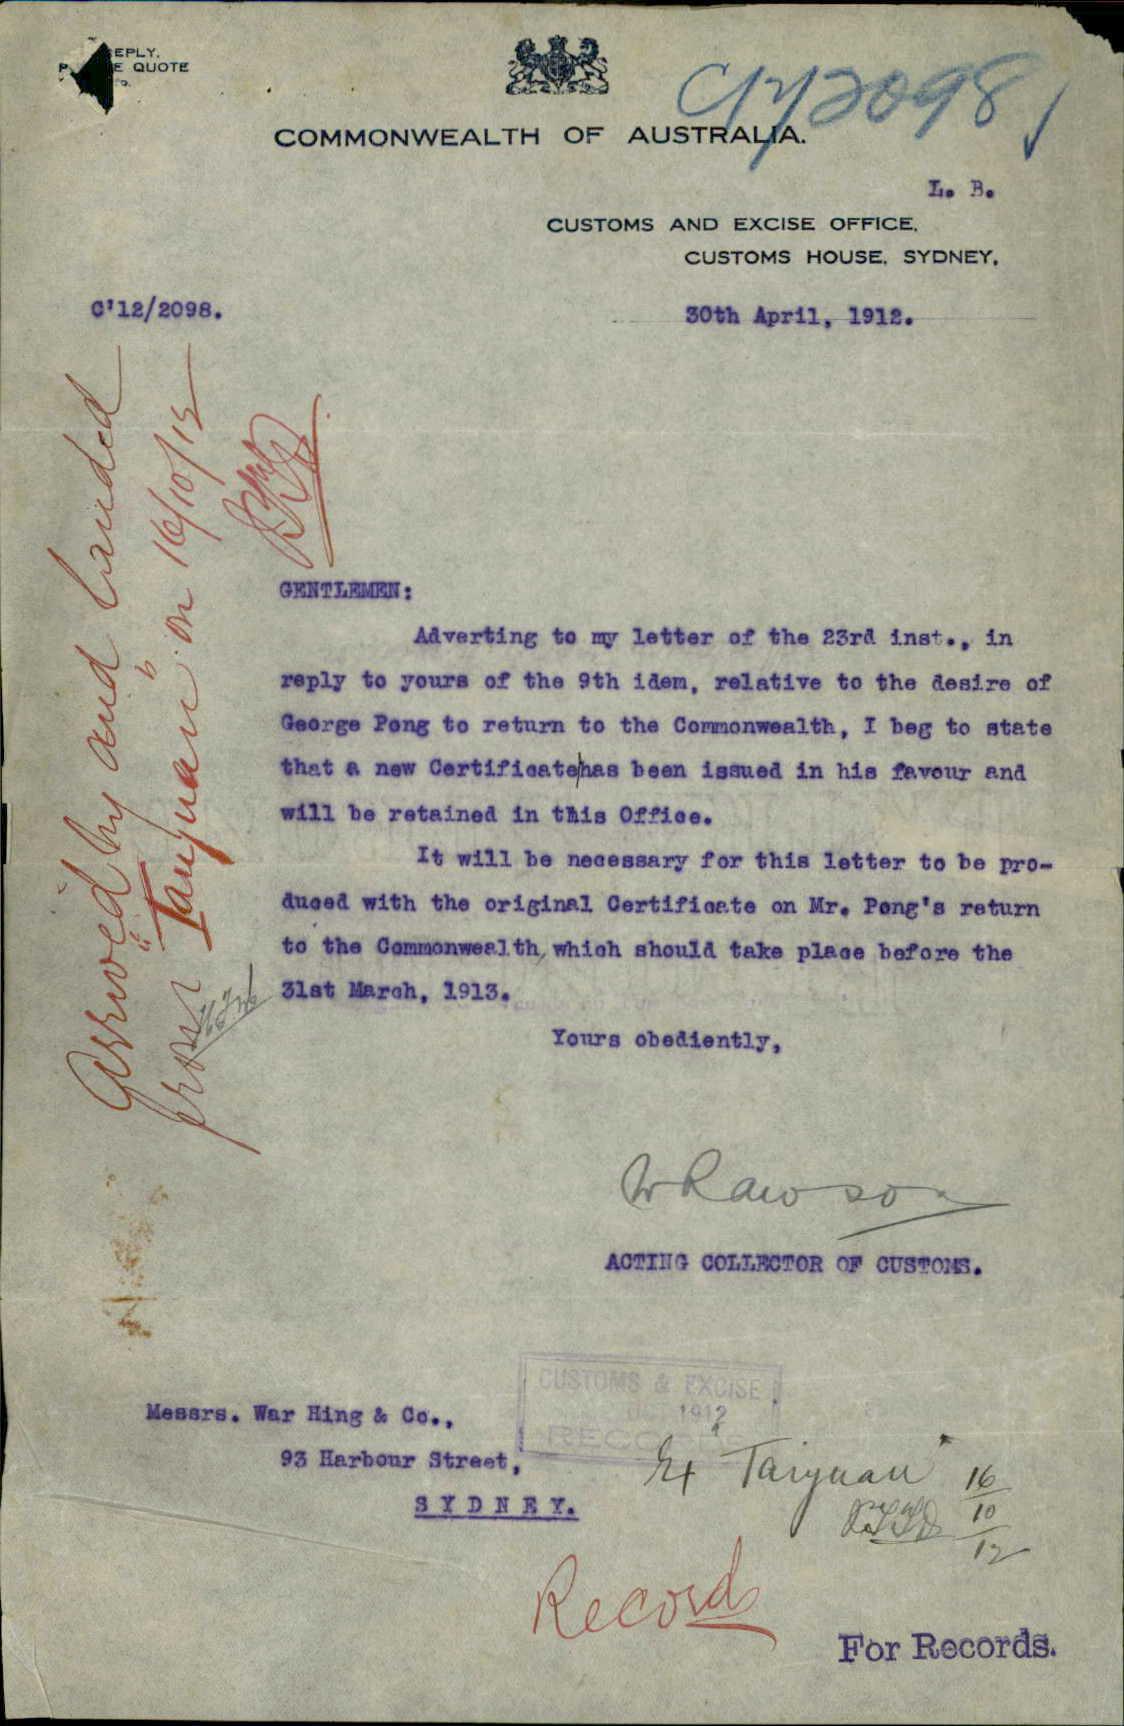 EPLY.
E QUOTE
C12/2098
COMMONWEALTH OF AUSTRALIA.
L. B.
CUSTOMS AND EXCISE OFFICE,
CUSTOMS HOUSE, SYDNEY,
C'12/2098.
30th April, 1912.
Arrived by and landed
from "Taiyuan" on 16/10/12
GENTLEMEN:
Adverting to my letter of the 23rd inst., in
reply to yours of the 9th idem, relative to the desire of
George Pong to return to the Commonwealth, I beg to state
that a new Certificate/has been issued in his favour and
will be retained in this Office.
It will be necessary for this letter to be pro-
duced with the original Certificate on Mr. Pong's return
to the Commonwealth, which should take place before the
31st March, 1913.
Yours obediently,
W Rawson
ACTING COLLECTOR OF CUSTOMS.
CUSTOMS & EXCISE
1912
RECORDS
Messrs. War Hing & Co.,
93 Harbour Street,
SYDNEY.
Ex Taiyuan
16
10
12
Records
For Records.